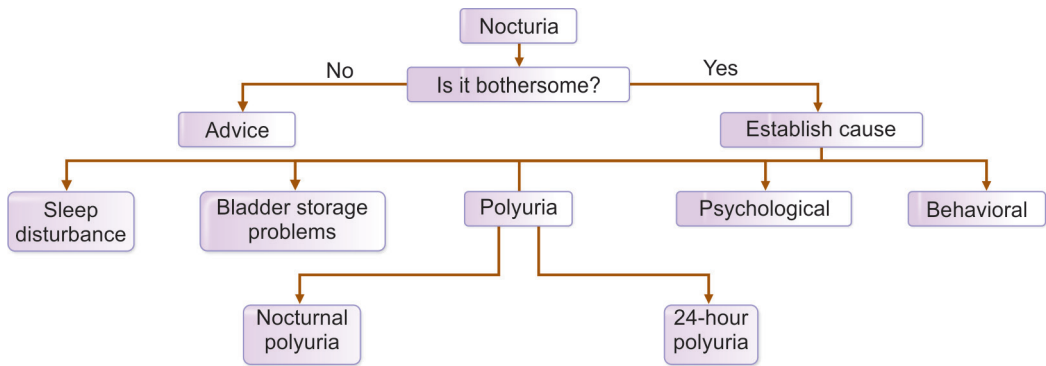 Nocturia
Is it bothersome?
No
Yes
Advice
Establish cause
Sleep
disturbance
Bladder storage
problems
Polyuria
Psychological
Behavioral
Nocturnal
polyuria
24-hour
polyuria